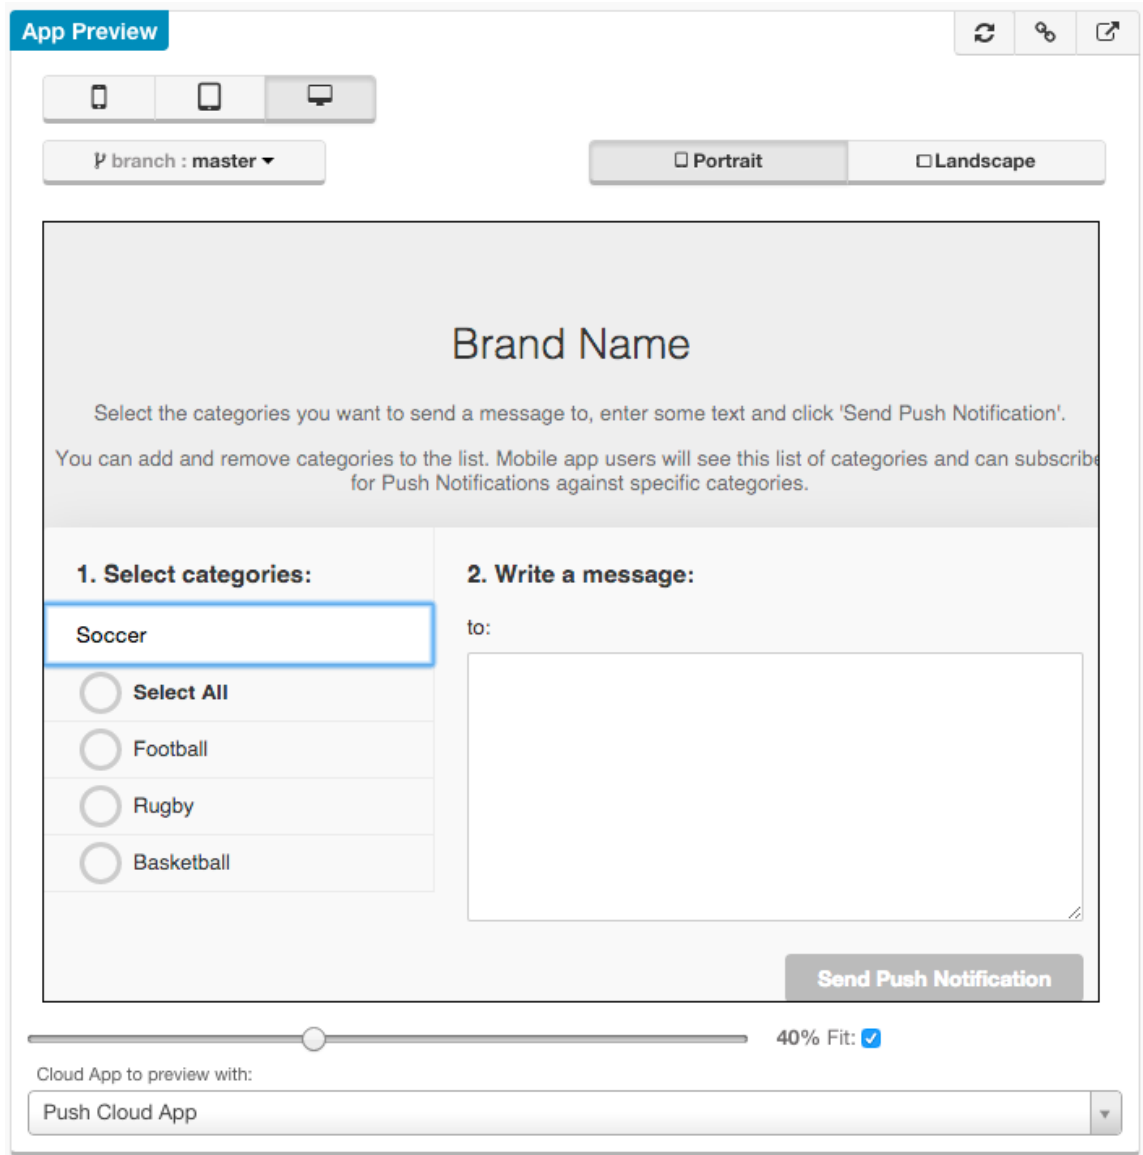 App Preview
branch : master
Portrait
Landscape
Brand Name
Select the categories you want to send a message to, enter some text and click 'Send Push Notification'.
You can add and remove categories to the list. Mobile app users will see this list of categories and can subscribe
for Push Notifications against specific categories.
1. Select categories:
2. Write a message:
Soccer
to:
Select All
Football
Rugby
Basketball
Send Push Notification
40% Fit:
Cloud App to preview with:
Push Cloud App